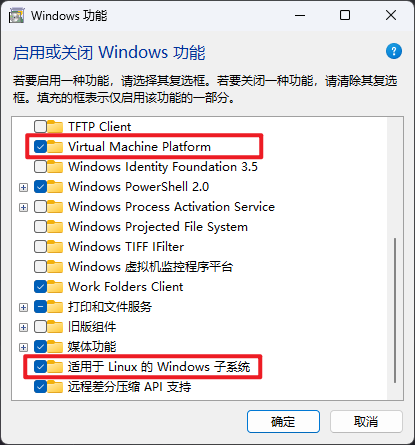 Windows 功能
启用或关闭 Windows 功能
若要启用一种功能，请选择其复选框。若要关闭一种功能，请清除其复选
框。填充的框表示仅启用该功能的一部分。
TFTP Client
Virtual Machine Platform
Windows Identity Foundation 3.5
Windows PowerShell 2.0
Windows Process Activation Service
Windows Projected File System
Windows TIFF IFilter
Windows 虚拟机监控程序平台
Work Folders Client
打印和文件服务
旧版组件
媒体功能
适用于 Linux 的 Windows 子系统
远程差分压缩 API 支持
确定
取消